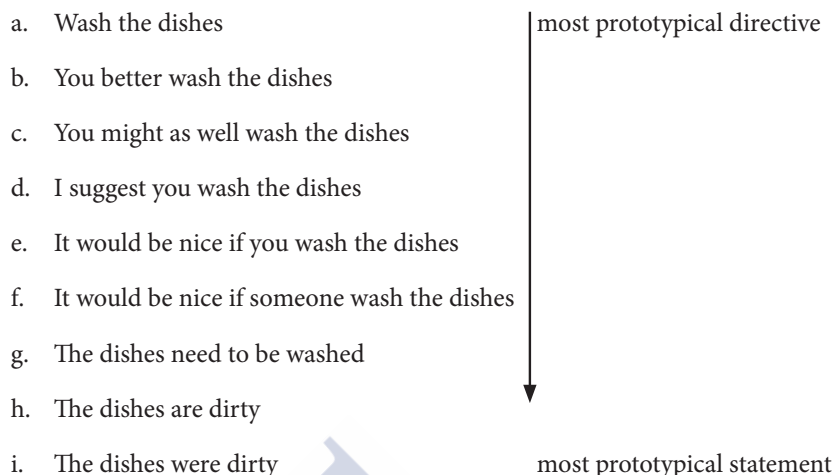 a. Wash the dishes most prototypical directive
b. You better wash the dishes
c. You might as well wash the dishes
d. I suggest you wash the dishes
e. It would be nice if you wash the dishes
f. It would be nice if someone wash the dishes
g. The dishes need to be washed
h. The dishes are dirty
i. The dishes were dirty most prototypical statement